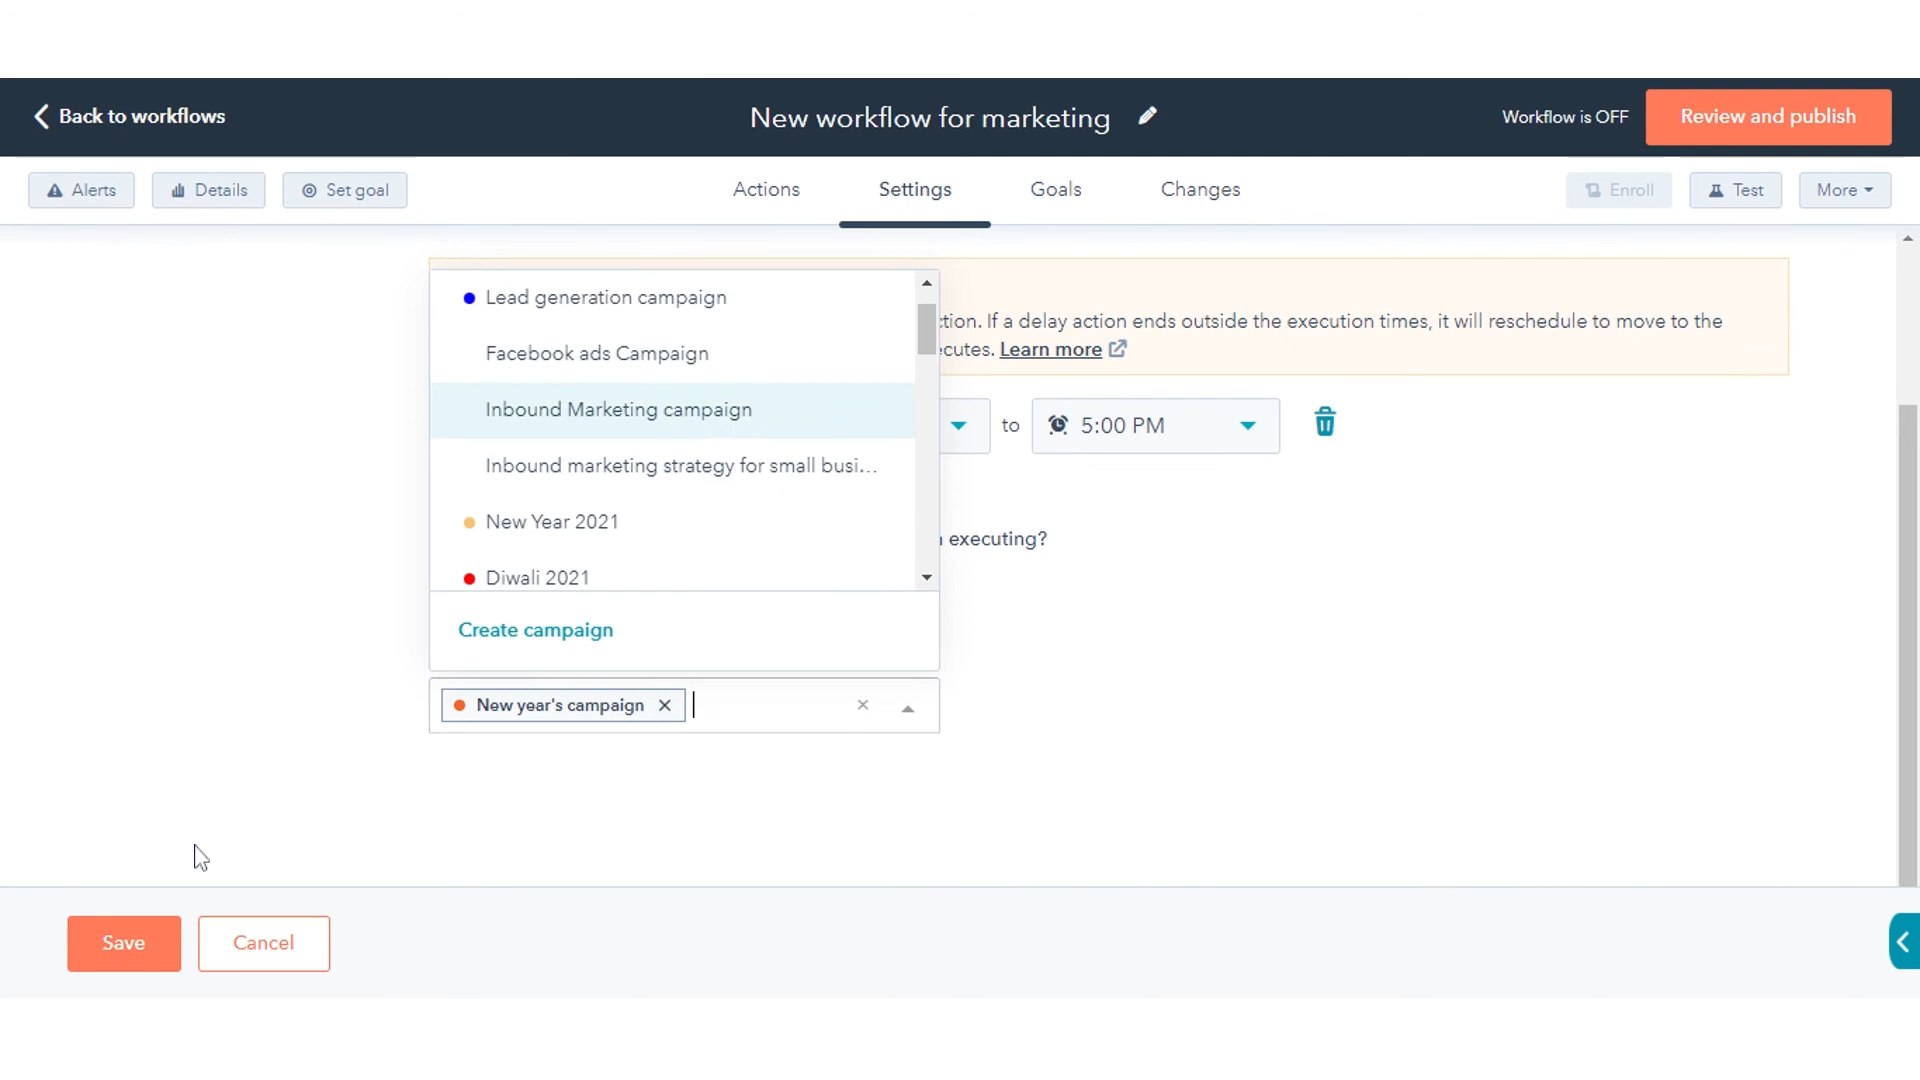 Back to workflows
New workflow for marketing
Workflow is OFF
Review and publish
Alerts
Details
Set goal
Actions
Settings
Goals
Changes
Enroll
Test
More
Lead generation campaign
Facebook ads Campaign
Inbound Marketing campaign
Inbound marketing strategy for small busi...
New Year 2021
Diwali 2021
Create campaign
ction. If a delay action ends outside the execution times, it will reschedule to move to the
ecutes. Learn more
to
5:00 PM
executing?
New year's campaign
Save
Cancel